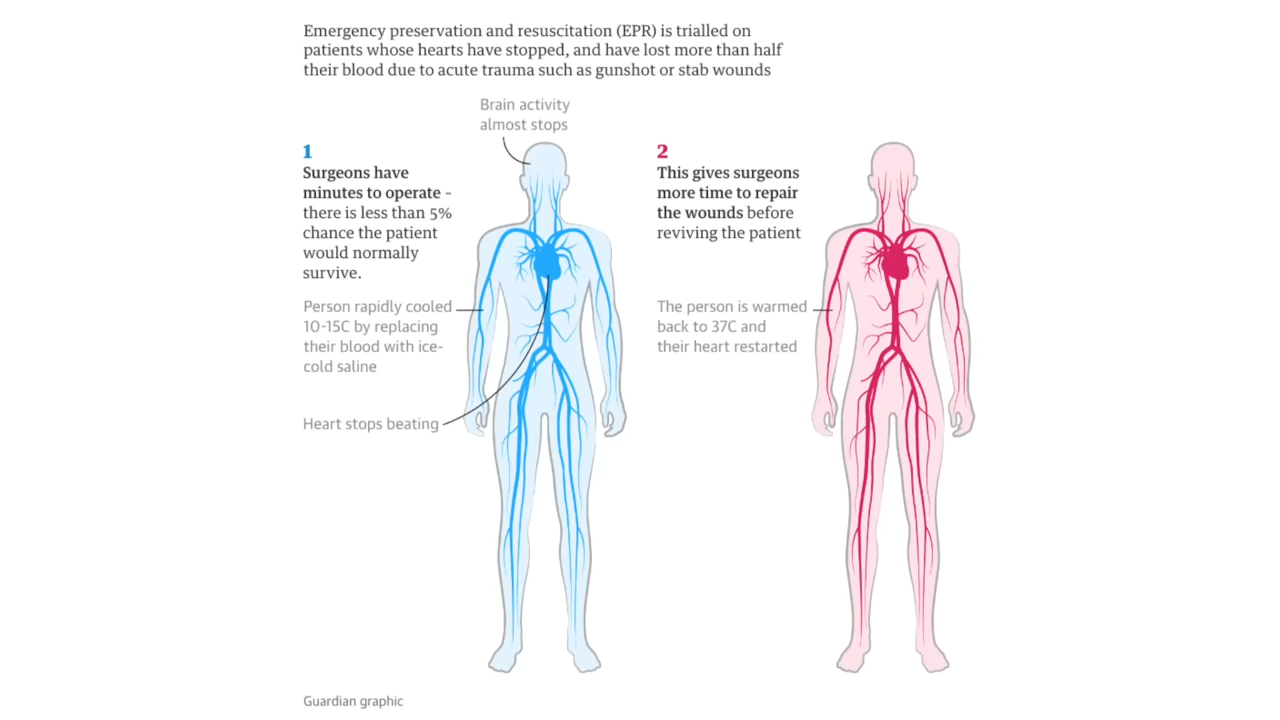 Emergency preservation and resuscitation (EPR) is trialled on
patients whose hearts have stopped, and have lost more than half
their blood due to acute trauma such as gunshot or stab wounds
Brain activity
almost stops
1
Surgeons have
minutes to operate –
there is less than 5%
chance the patient
would normally
survive.
Person rapidly cooled
10-15C by replacing
their blood with ice-
cold saline
Heart stops beating
2
This gives surgeons
more time to repair
the wounds before
reviving the patient
The person is warmed
back to 37C and
their heart restarted
Guardian graphic